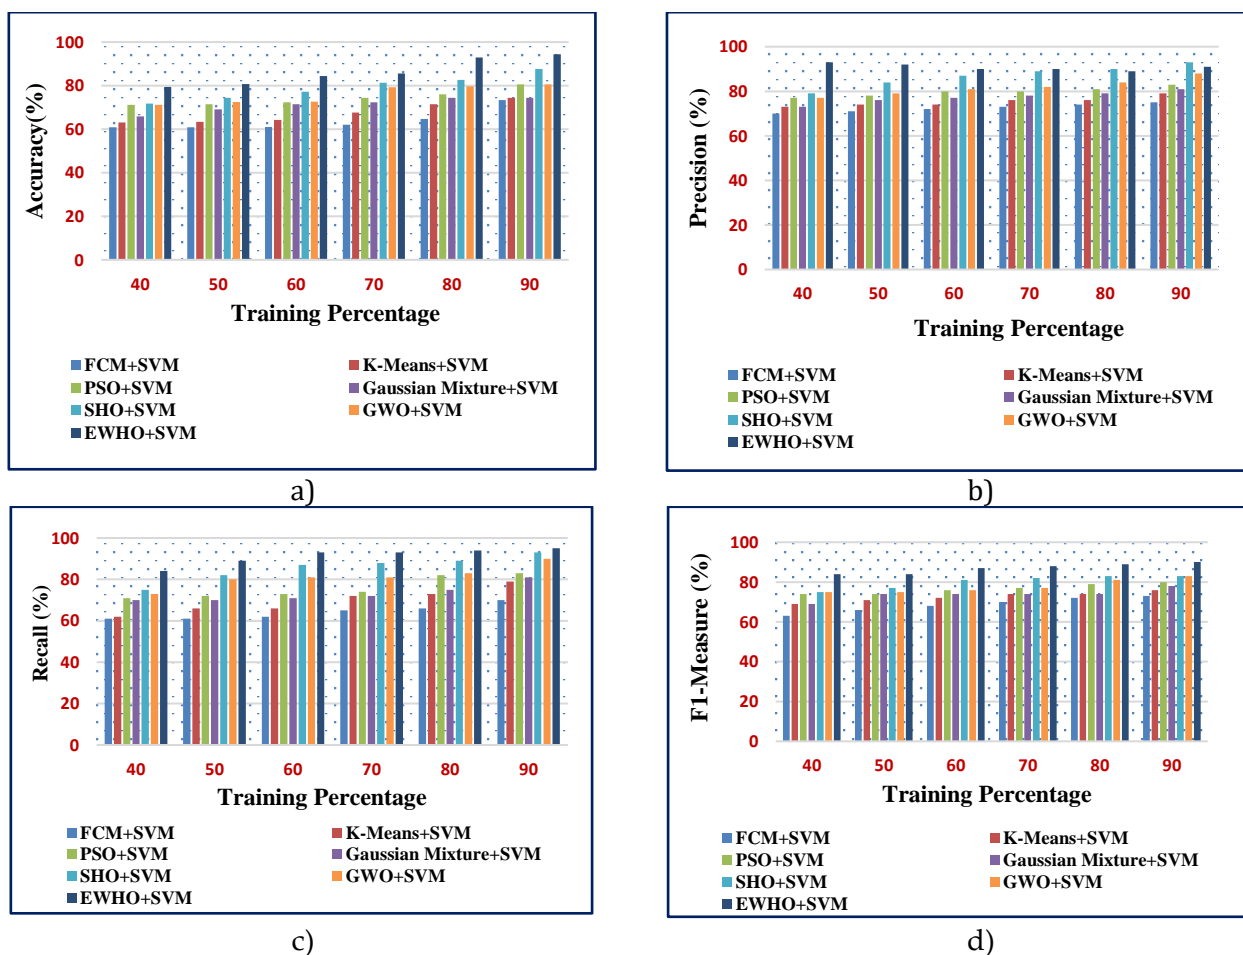 100
80
60
40
20
0
Accuracy(%)
40 50 60 70 80 90
Training Percentage
FCM+SVM K-Means+SVM
PSO+SVM Gaussian Mixture+SVM
SHO+SVM GWO+SVM
EWHO+SVM
a)
100
80
60
40
20
0
Precision (%)
40 50 60 70 80 90
Training Percentage
FCM+SVM K-Means+SVM
PSO+SVM Gaussian Mixture+SVM
SHO+SVM GWO+SVM
EWHO+SVM
b)
100
80
60
40
20
0
Recall (%)
40 50 60 70 80 90
Training Percentage
FCM+SVM K-Means+SVM
PSO+SVM Gaussian Mixture+SVM
SHO+SVM GWO+SVM
EWHO+SVM
c)
100
80
60
40
20
0
F1-Measure (%)
40 50 60 70 80 90
Training Percentage
FCM+SVM K-Means+SVM
PSO+SVM Gaussian Mixture+SVM
SHO+SVM GWO+SVM
EWHO+SVM
d)